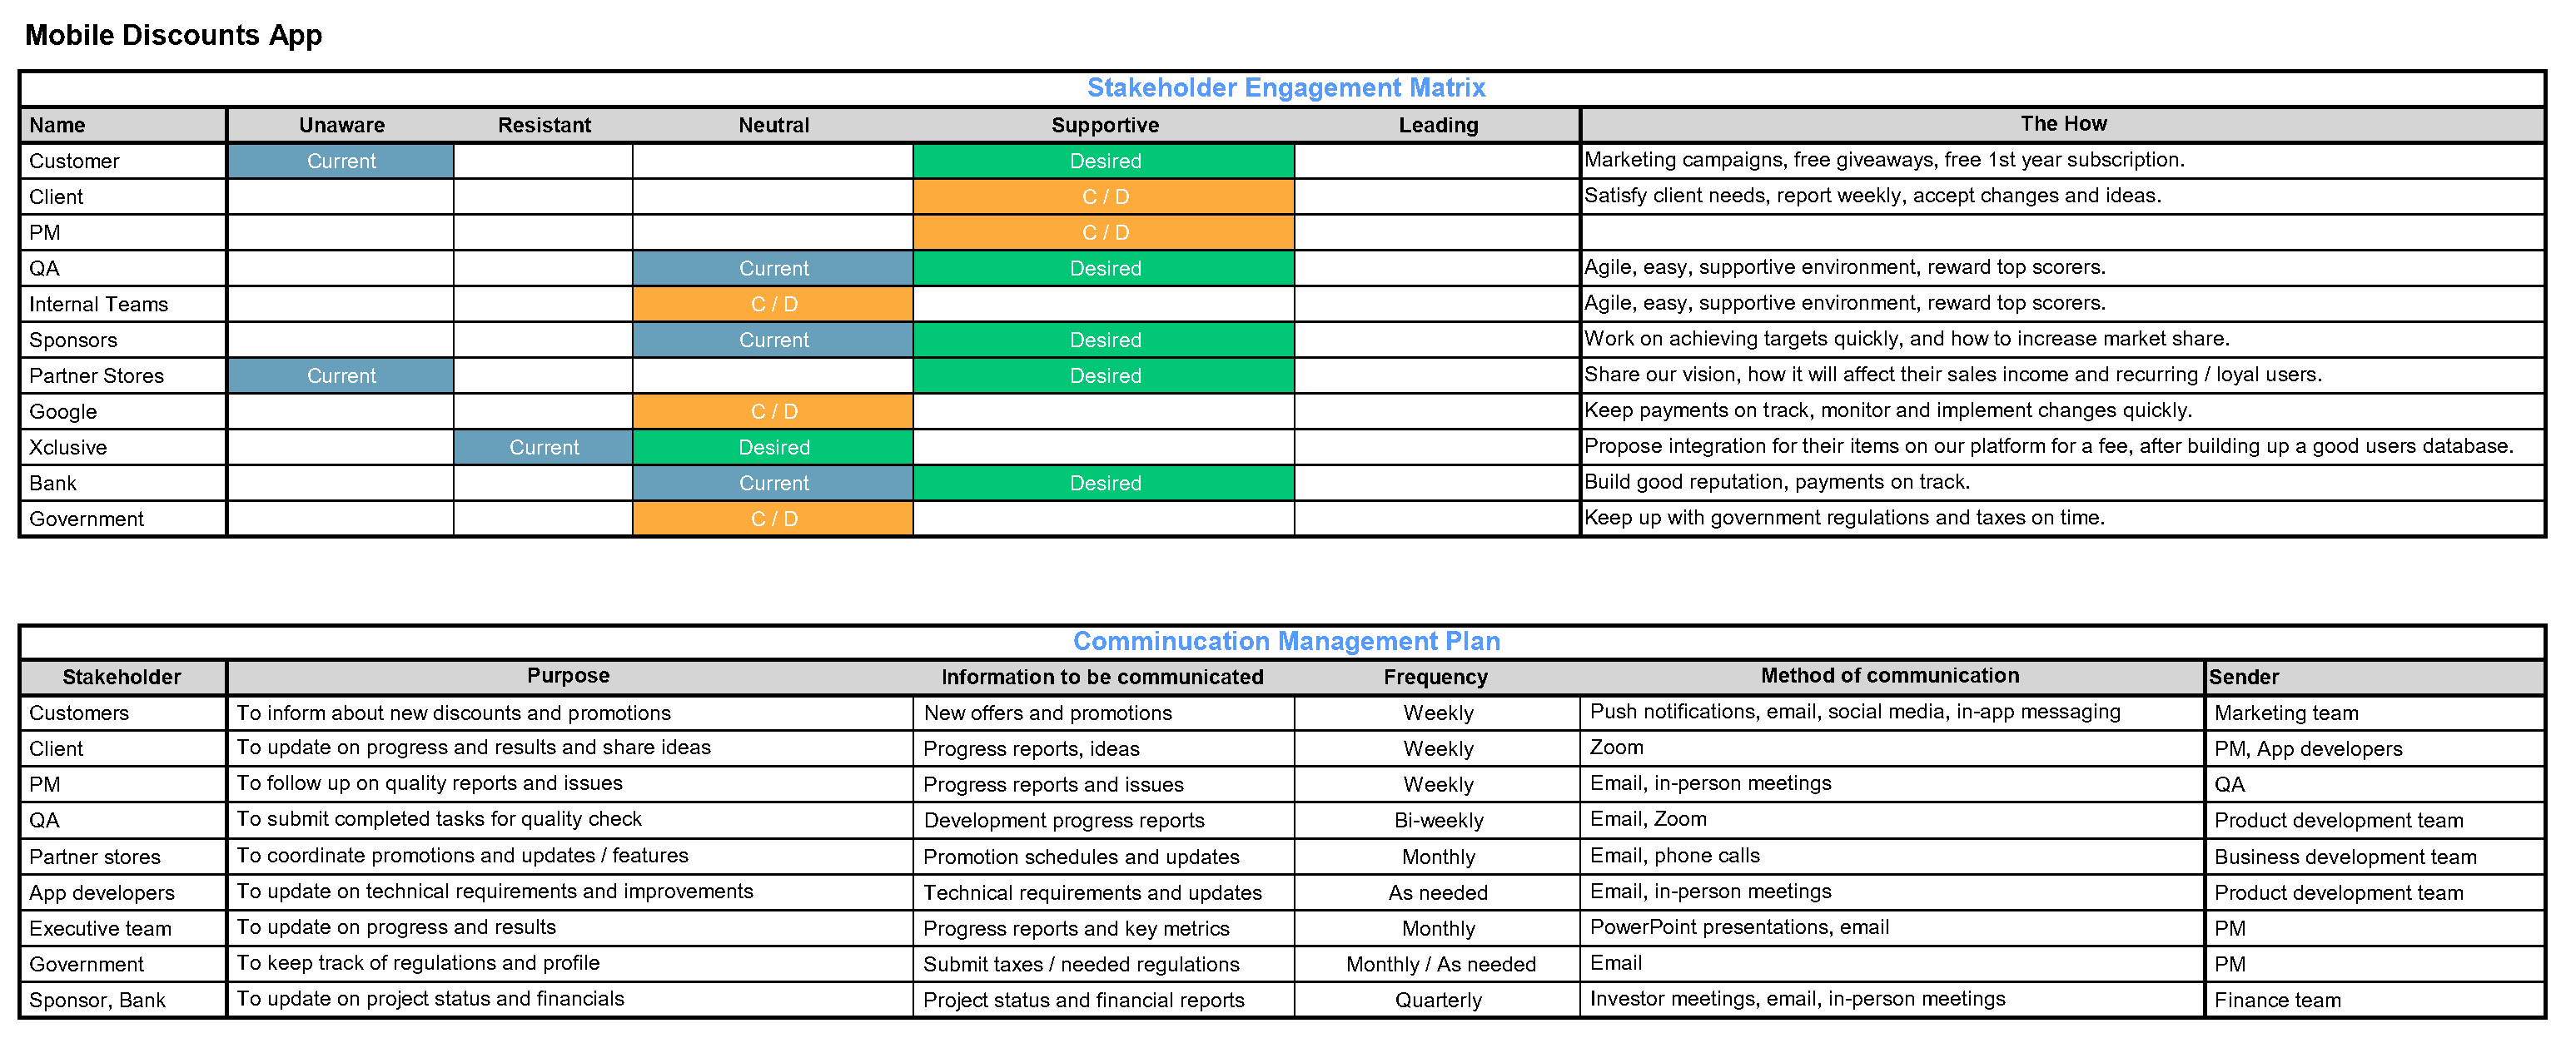 Mobile Discounts App
Stakeholder Engagement Matrix
Name Unaware Resistant Neutral Supportive Leading The How
Customer Current Desired Marketing campaigns, free giveaways, free 1st year subscription.
Client C / D Satisfy client needs, report weekly, accept changes and ideas.
PM C / D
QA Current Desired Agile, easy, supportive environment, reward top scorers.
Internal Teams C / D Agile, easy, supportive environment, reward top scorers.
Sponsors Current Desired Work on achieving targets quickly, and how to increase market share.
Partner Stores Current Desired Share our vision, how it will affect their sales income and recurring / loyal users.
Google C / D Keep payments on track, monitor and implement changes quickly.
Xclusive Current Desired Propose integration for their items on our platform for a fee, after building up a good users database.
Bank Current Desired Build good reputation, payments on track.
Government C / D Keep up with government regulations and taxes on time.
Comminucation Management Plan
Stakeholder Purpose Information to be communicated Frequency Method of communication Sender
Customers To inform about new discounts and promotions New offers and promotions Weekly Push notifications, email, social media, in-app messaging Marketing team
Client To update on progress and results and share ideas Progress reports, ideas Weekly Zoom PM, App developers
PM To follow up on quality reports and issues Progress reports and issues Weekly Email, in-person meetings QA
QA To submit completed tasks for quality check Development progress reports Bi-weekly Email, Zoom Product development team
Partner stores To coordinate promotions and updates / features Promotion schedules and updates Monthly Email, phone calls Business development team
App developers To update on technical requirements and improvements Technical requirements and updates As needed Email, in-person meetings Product development team
Executive team To update on progress and results Progress reports and key metrics Monthly PowerPoint presentations, email PM
Government To keep track of regulations and profile Submit taxes / needed regulations Monthly / As needed Email PM
Sponsor, Bank To update on project status and financials Project status and financial reports Quarterly Investor meetings, email, in-person meetings Finance team